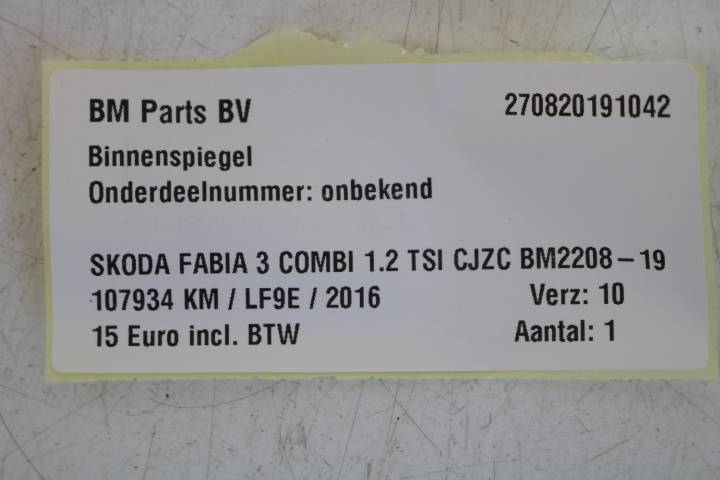 BM Parts BV 270820191042
Binnenspiegel
Onderdeelnummer: onbekend
SKODA FABIA 3 COMBI 1.2 TSI CJZC BM2208-19
107934 KM / LF9E / 2016 Verz: 10
15 Euro incl. BTW Aantal: 1